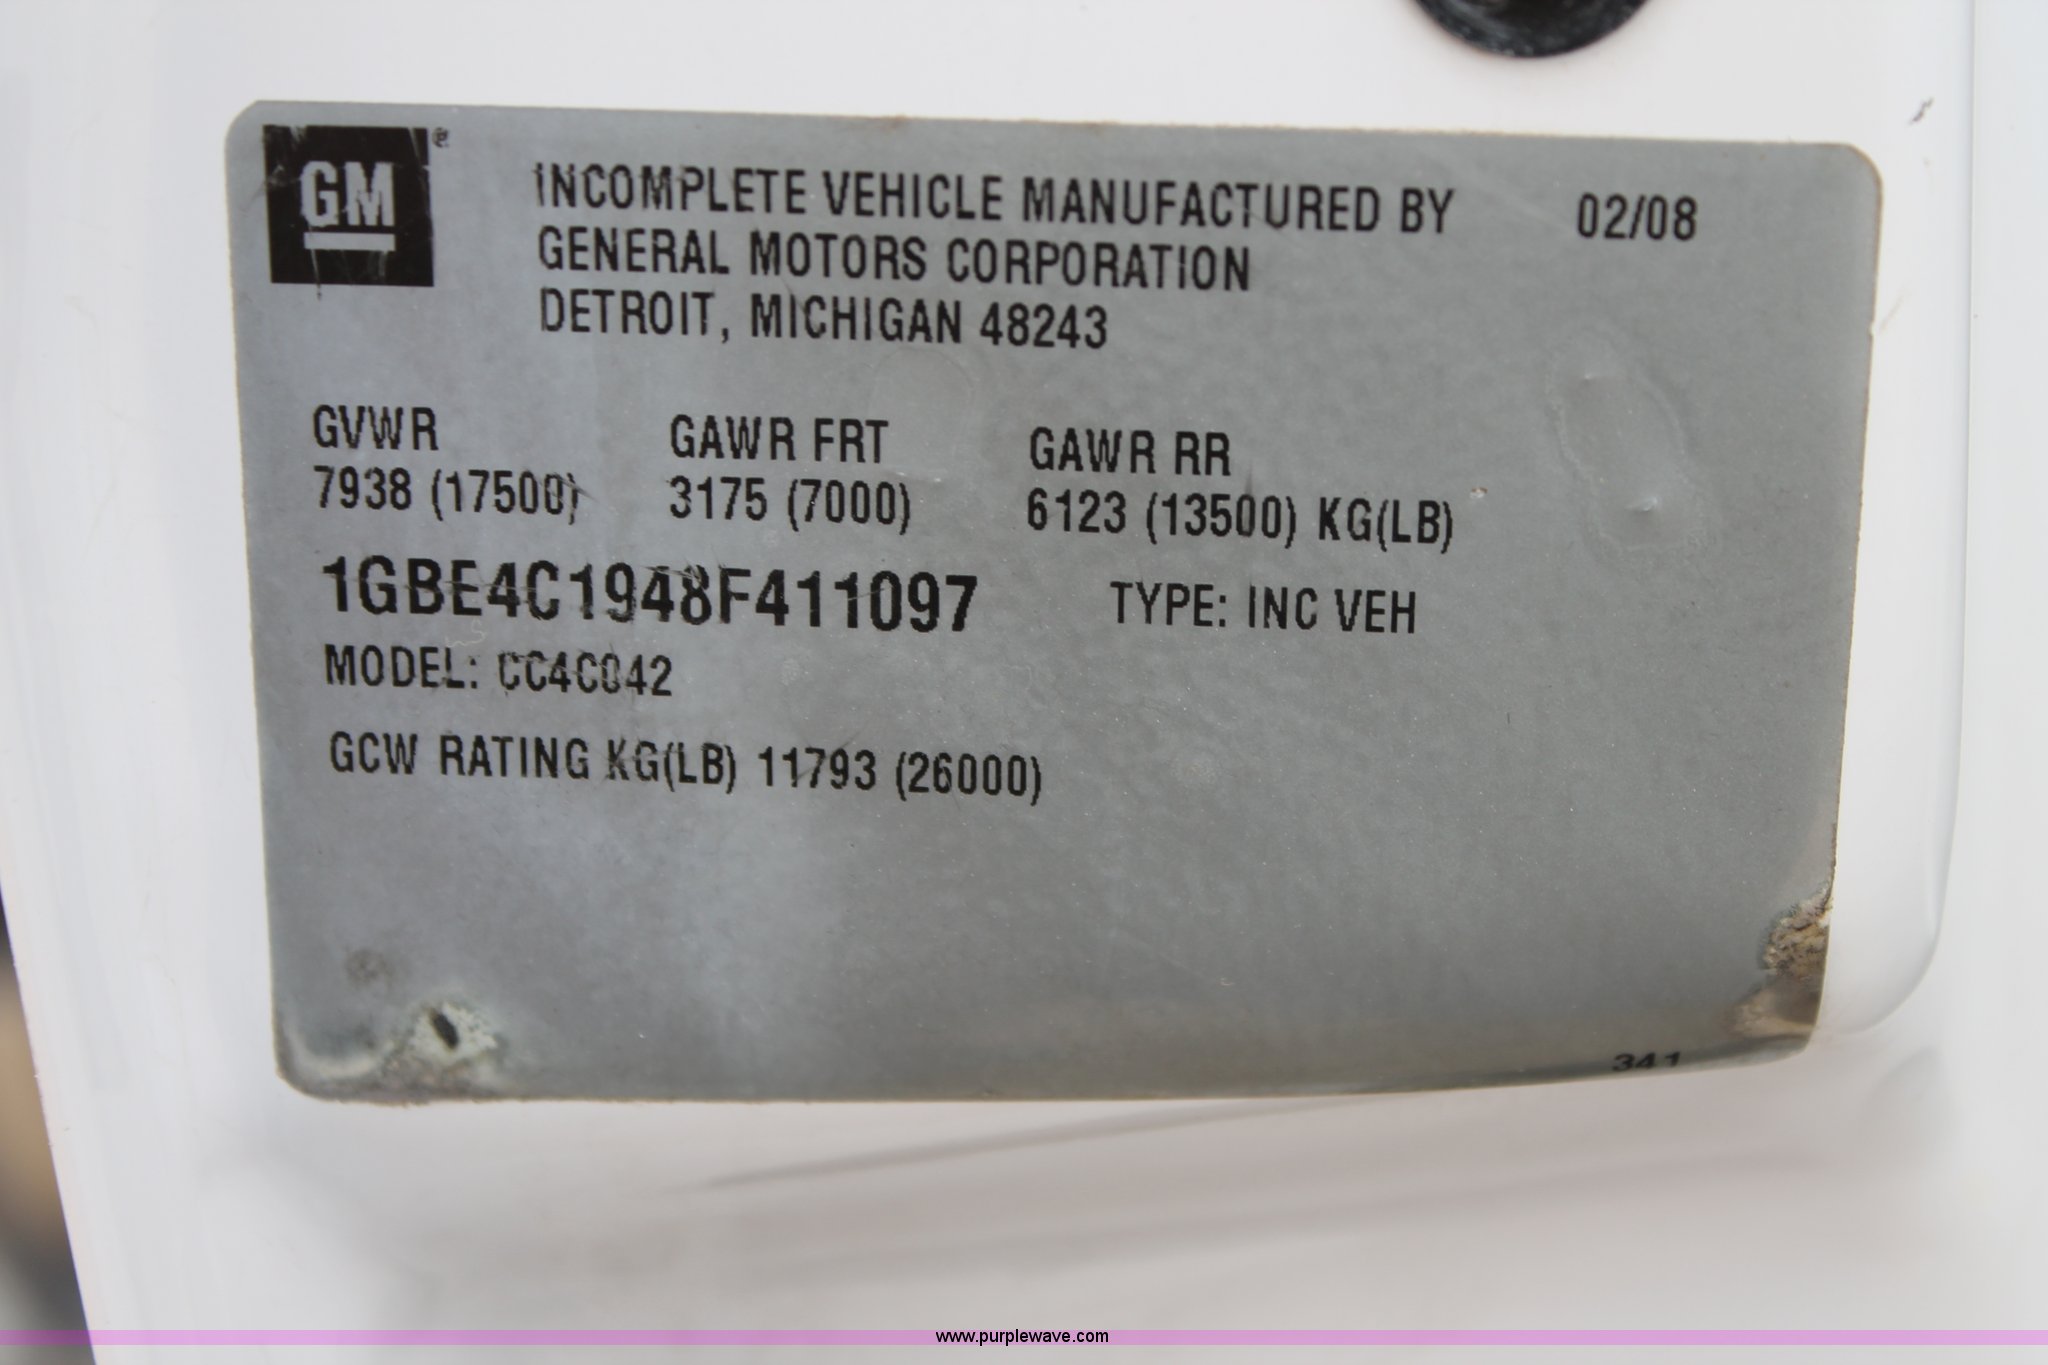 GM ®
INCOMPLETE VEHICLE MANUFACTURED BY 02/08
GENERAL MOTORS CORPORATION
DETROIT, MICHIGAN 48243
GVWR GAWR FRT GAWR RR
7938 (17500) 3175 (7000) 6123 (13500) KG(LB)
1GBE4C1948F411097 TYPE: INC VEH
MODEL: CC4C042
GCW RATING KG(LB) 11793 (26000)
341
www.purplewave.com